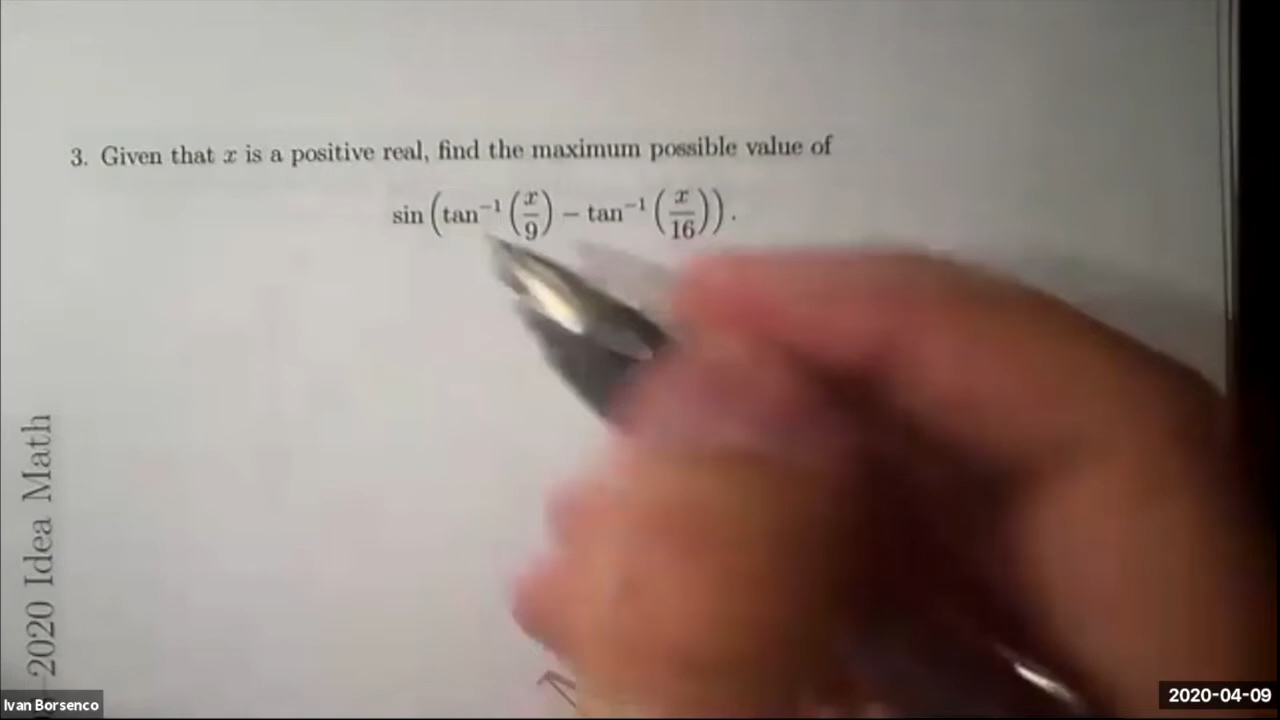 3. Given that x is a positive real, find the maximum possible value of
sin (tan⁻¹ (x/9) − tan⁻¹ (x/16)).
2020 Idea Math
Ivan Borsenco
2020-04-09